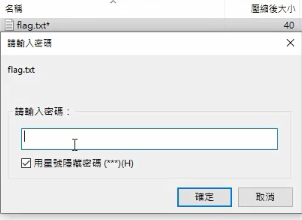 名稱 壓縮後大小
flag.txt* 40
請輸入密碼
flag.txt
請輸入密碼：
用星號隱藏密碼 (***)(H)
確定 取消